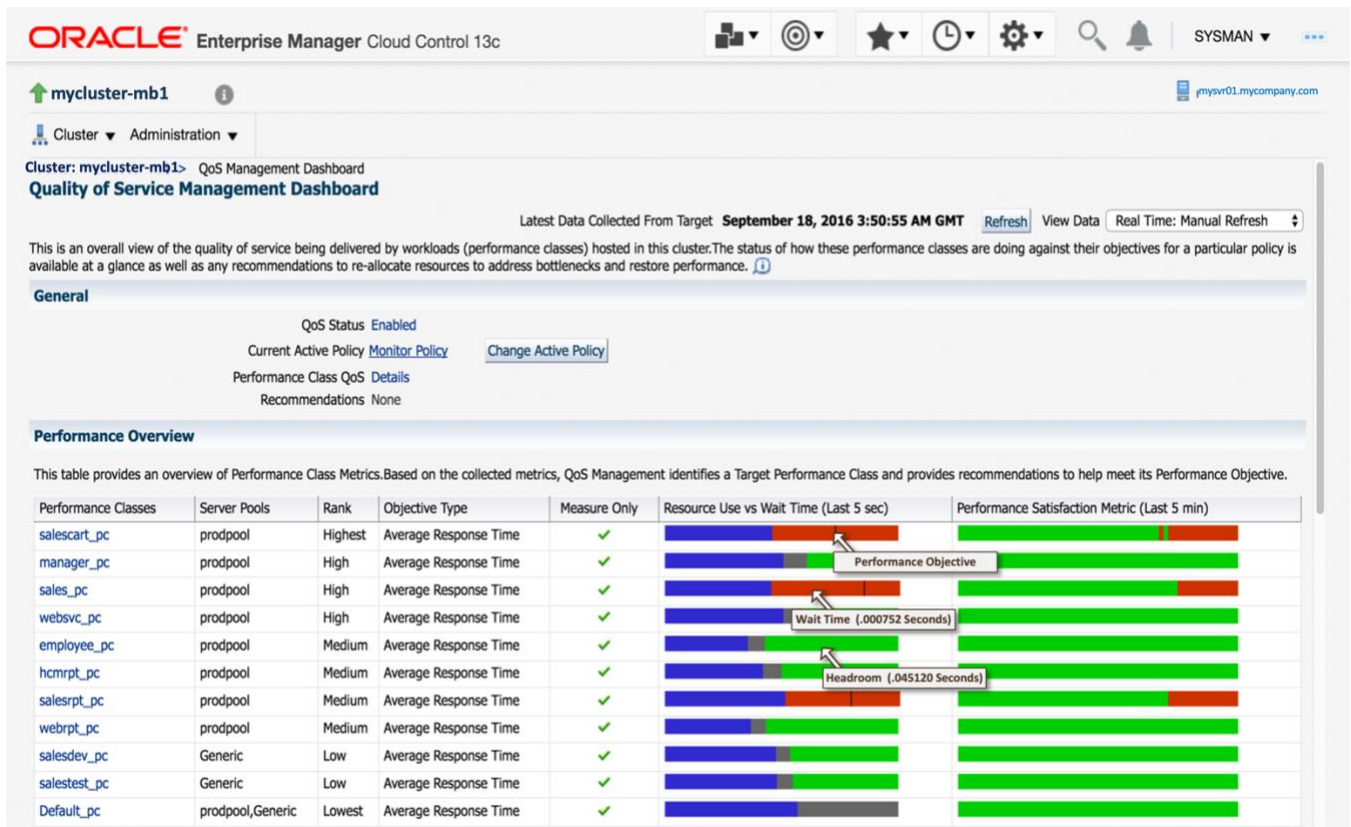 ORACLE Enterprise Manager Cloud Control 13c SYSMAN
mycluster-mb1 mysvr01.mycompany.com
Cluster Administration
Cluster: mycluster-mb1> QoS Management Dashboard
Quality of Service Management Dashboard
Latest Data Collected From Target September 18, 2016 3:50:55 AM GMT Refresh View Data Real Time: Manual Refresh
This is an overall view of the quality of service being delivered by workloads (performance classes) hosted in this cluster.The status of how these performance classes are doing against their objectives for a particular policy is
available at a glance as well as any recommendations to re-allocate resources to address bottlenecks and restore performance.
General
QoS Status Enabled
Current Active Policy Monitor Policy Change Active Policy
Performance Class QoS Details
Recommendations None
Performance Overview
This table provides an overview of Performance Class Metrics.Based on the collected metrics, QoS Management identifies a Target Performance Class and provides recommendations to help meet its Performance Objective.
Performance Classes Server Pools Rank Objective Type Measure Only Resource Use vs Wait Time (Last 5 sec) Performance Satisfaction Metric (Last 5 min)
salescart_pc prodpool Highest Average Response Time
manager_pc prodpool High Average Response Time Performance Objective
sales_pc prodpool High Average Response Time
websvc_pc prodpool High Average Response Time Wait Time (.000752 Seconds)
employee_pc prodpool Medium Average Response Time
hcmrpt_pc prodpool Medium Average Response Time Headroom (.045120 Seconds)
salesrpt_pc prodpool Medium Average Response Time
webrpt_pc prodpool Medium Average Response Time
salesdev_pc Generic Low Average Response Time
salestest_pc Generic Low Average Response Time
Default_pc prodpool,Generic Lowest Average Response Time